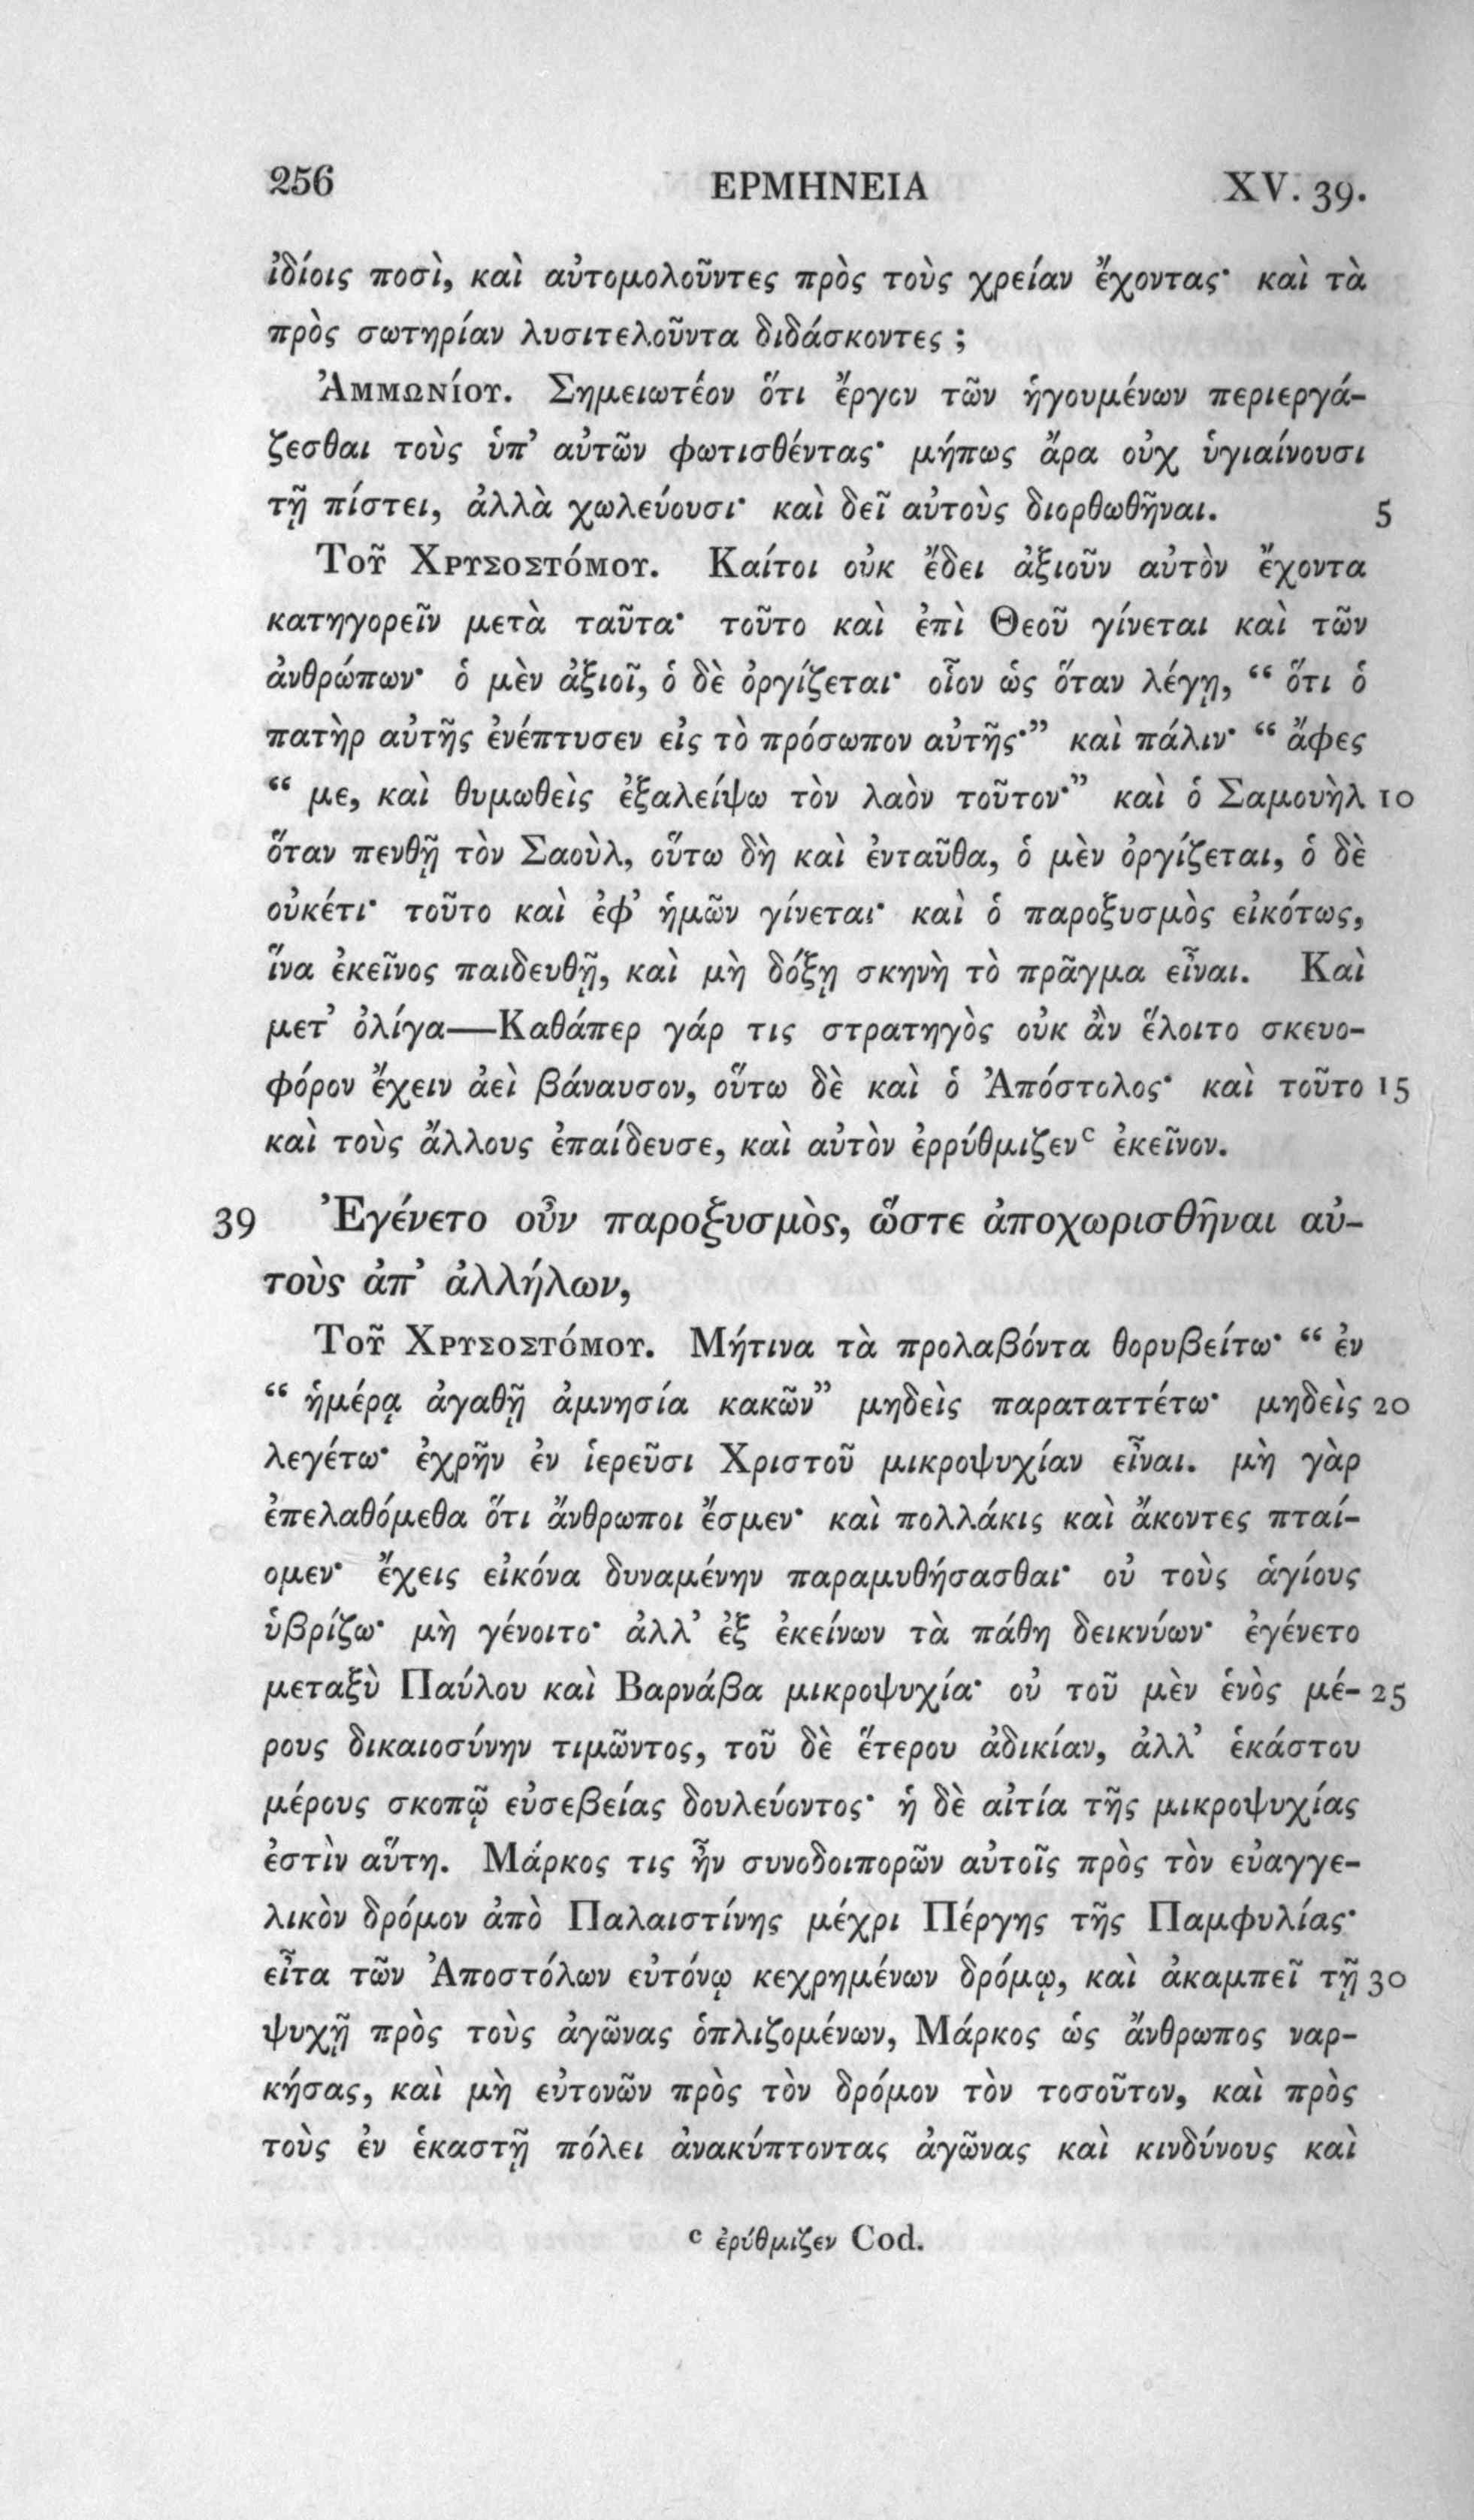 256 ΕΡΜΗΝΕΙΑ XV. 39.
ἰδίοις ποσὶ, καὶ αὐτομολοῦντες πρὸς τοὺς χρείαν ἔχοντας· καὶ τὰ
πρὸς σωτηρίαν λυσιτελοῦντα διδάσκοντες ;
Ἀμμωνίου. Σημειωτέον ὅτι ἔργον τῶν ἡγουμένων περιεργά-
ζεσθαι τοὺς ὑπ’ αὐτῶν φωτισθέντας· μήπως ἄρα οὐχ ὑγιαίνουσι
τῇ πίστει, ἀλλὰ χωλεύουσι· καὶ δεῖ αὐτοὺς διορθωθῆναι. 5
Τοῦ Χρυσοστόμου. Καίτοι οὐκ ἔδει ἀξιοῦν αὐτὸν ἔχοντα
κατηγορεῖν μετὰ ταῦτα· τοῦτο καὶ ἐπὶ Θεοῦ γίνεται καὶ τῶν
ἀνθρώπων· ὁ μὲν ἀξιοῖ, ὁ δὲ ὀργίζεται· οἷον ὡς ὅταν λέγῃ, “ ὅτι ὁ
πατὴρ αὐτῆς ἐνέπτυσεν εἰς τὸ πρόσωπον αὐτῆς·” καὶ πάλιν· “ ἄφες
“ με, καὶ θυμωθεὶς ἐξαλείψω τὸν λαὸν τοῦτον·” καὶ ὁ Σαμουὴλ 10
ὅταν πενθῇ τὸν Σαοὺλ, οὕτω δὴ καὶ ἐνταῦθα, ὁ μὲν ὀργίζεται, ὁ δὲ
οὐκέτι· τοῦτο καὶ ἐφ’ ἡμῶν γίνεται· καὶ ὁ παροξυσμὸς εἰκότως,
ἵνα ἐκεῖνος παιδευθῇ, καὶ μὴ δόξῃ σκηνὴ τὸ πρᾶγμα εἶναι. Καὶ
μετ’ ὀλίγα—Καθάπερ γάρ τις στρατηγὸς οὐκ ἂν ἕλοιτο σκευο-
φόρον ἔχειν ἀεὶ βάναυσον, οὕτω δὲ καὶ ὁ Ἀπόστολος· καὶ τοῦτο 15
καὶ τοὺς ἄλλους ἐπαίδευσε, καὶ αὐτὸν ἐρρύθμιζεν<sup>c</sup> ἐκεῖνον.
39 Ἐγένετο οὖν παροξυσμὸς, ὥστε ἀποχωρισθῆναι αὐ-
τοὺς ἀπ’ ἀλλήλων,
Τοῦ Χρυσοστόμου. Μήτινα τὰ προλαβόντα θορυβείτω· “ ἐν
“ ἡμέρᾳ ἀγαθῇ ἀμνησία κακῶν” μηδεὶς παραταττέτω· μηδεὶς 20
λεγέτω· ἐχρῆν ἐν ἱερεῦσι Χριστοῦ μικροψυχίαν εἶναι. μὴ γὰρ
ἐπελαθόμεθα ὅτι ἄνθρωποι ἔσμεν· καὶ πολλάκις καὶ ἄκοντες πταί-
ομεν· ἔχεις εἰκόνα δυναμένην παραμυθήσασθαι· οὐ τοὺς ἁγίους
ὑβρίζω· μὴ γένοιτο· ἀλλ’ ἐξ ἐκείνων τὰ πάθη δεικνύων· ἐγένετο
μεταξὺ Παύλου καὶ Βαρνάβα μικροψυχία· οὐ τοῦ μὲν ἑνὸς μέ- 25
ρους δικαιοσύνην τιμῶντος, τοῦ δὲ ἕτερου ἀδικίαν, ἀλλ’ ἑκάστου
μέρους σκοπῷ εὐσεβείας δουλεύοντος· ἡ δὲ αἰτία τῆς μικροψυχίας
ἐστὶν αὕτη. Μάρκος τις ἦν συνοδοιπορῶν αὐτοῖς πρὸς τὸν εὐαγγε-
λικὸν δρόμον ἀπὸ Παλαιστίνης μέχρι Πέργης τῆς Παμφυλίας·
εἶτα τῶν Ἀποστόλων εὐτόνῳ κεχρημένων δρόμῳ, καὶ ἀκαμπεῖ τῇ 30
ψυχῇ πρὸς τοὺς ἀγῶνας ὁπλιζομένων, Μάρκος ὡς ἄνθρωπος ναρ-
κήσας, καὶ μὴ εὐτονῶν πρὸς τὸν δρόμον τὸν τοσοῦτον, καὶ πρὸς
τοὺς ἐν ἑκαστῇ πόλει ἀνακύπτοντας ἀγῶνας καὶ κινδύνους καὶ
<sup>c</sup> ἐρύθμιζεν Cod.